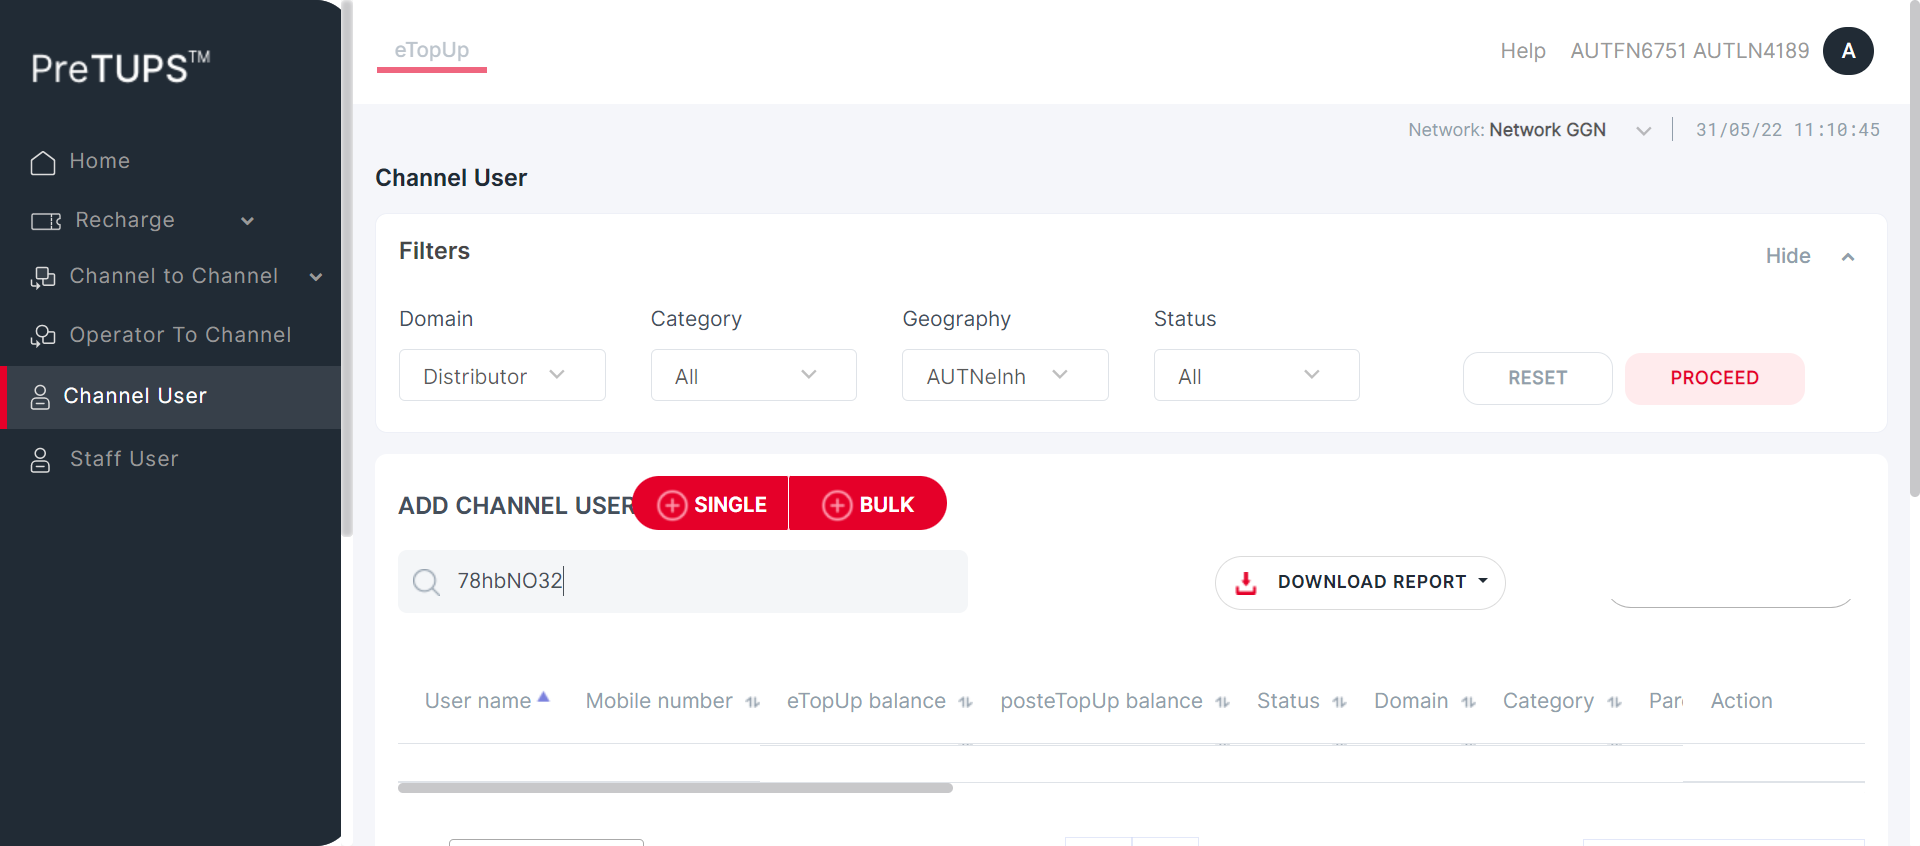 PreTUPS™
Home
Recharge
Channel to Channel
Operator To Channel
Channel User
Staff User
eTopUp
Help AUTFN6751 AUTLN4189 A
Network: Network GGN 31/05/22 11:10:45
Channel User
Filters
Hide
Domain Category Geography Status
Distributor All AUTNeInh All RESET PROCEED
ADD CHANNEL USER SINGLE BULK
78hbNO32
DOWNLOAD REPORT
User name Mobile number eTopUp balance posteTopUp balance Status Domain Category Par Action